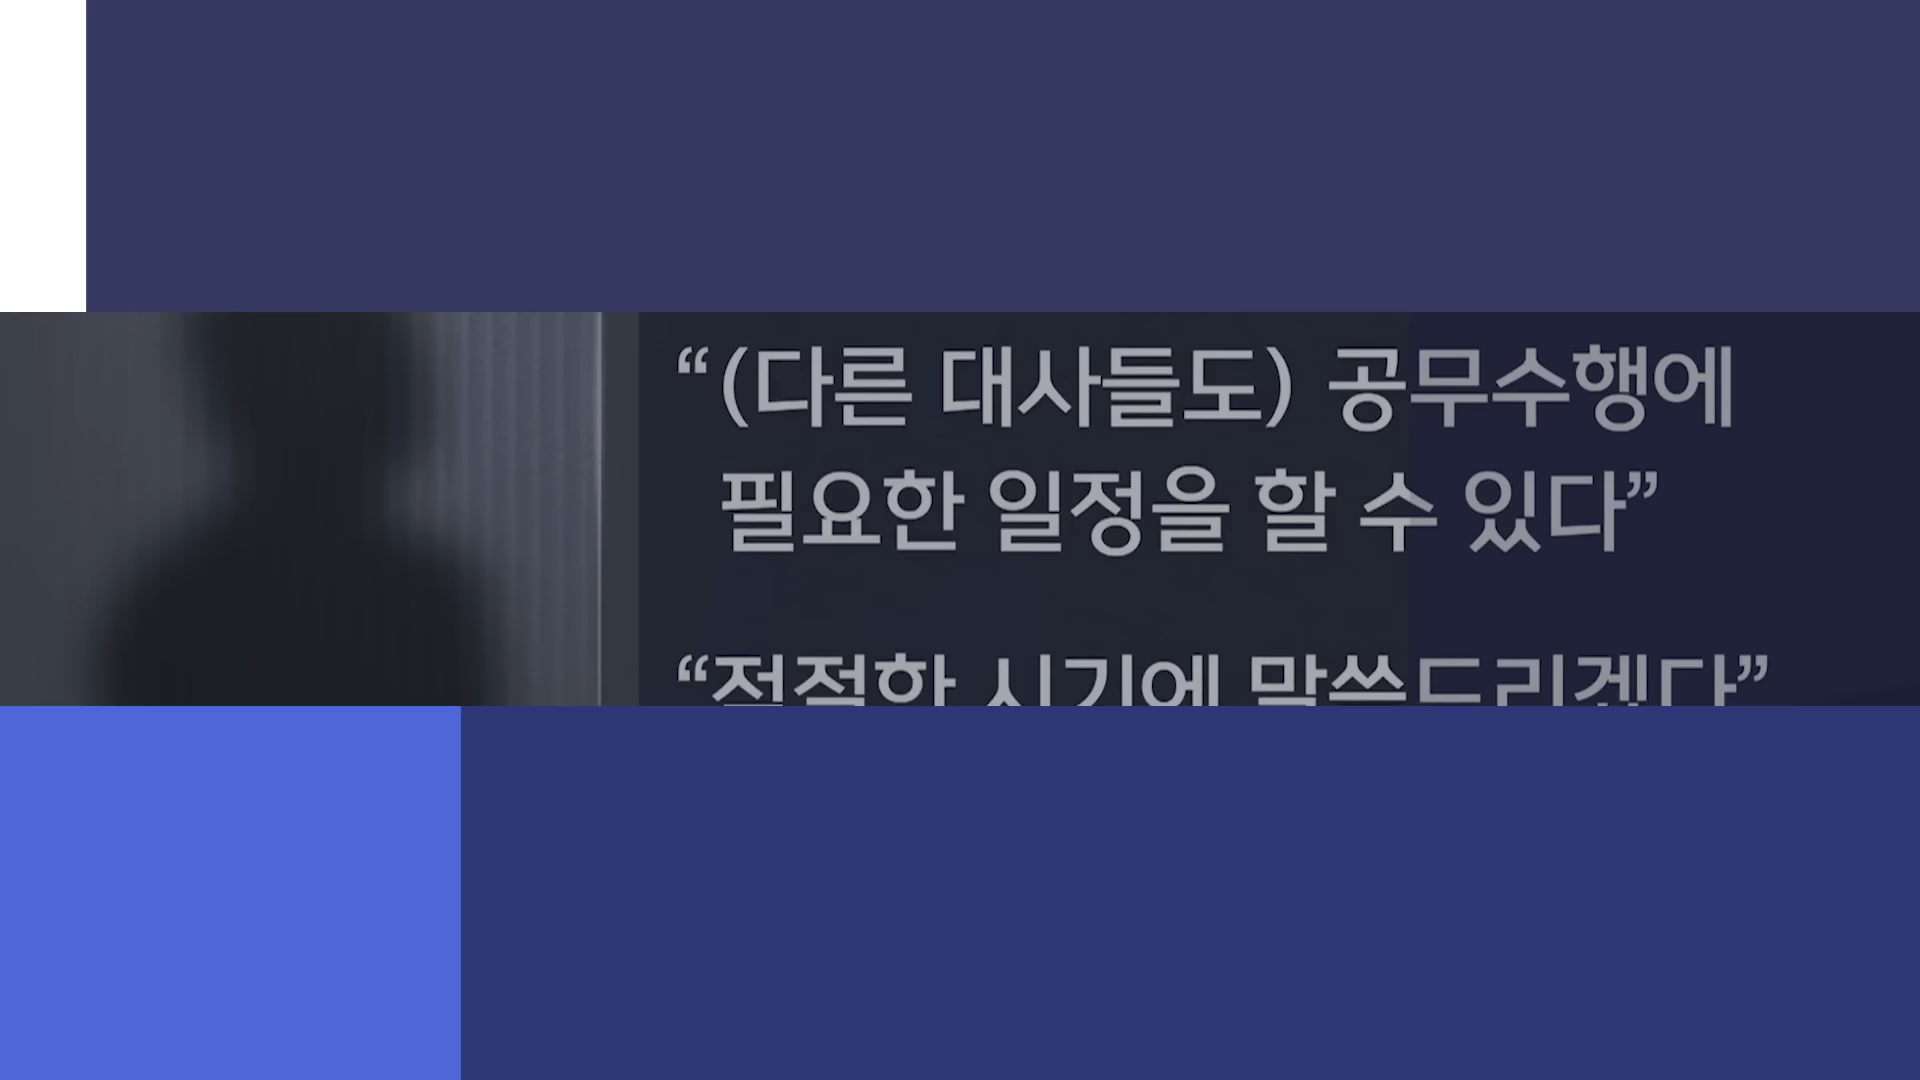 “(다른 대사들도) 공무수행에
필요한 일정을 할 수 있다”
“적절한 시기에 말씀드리겠다”